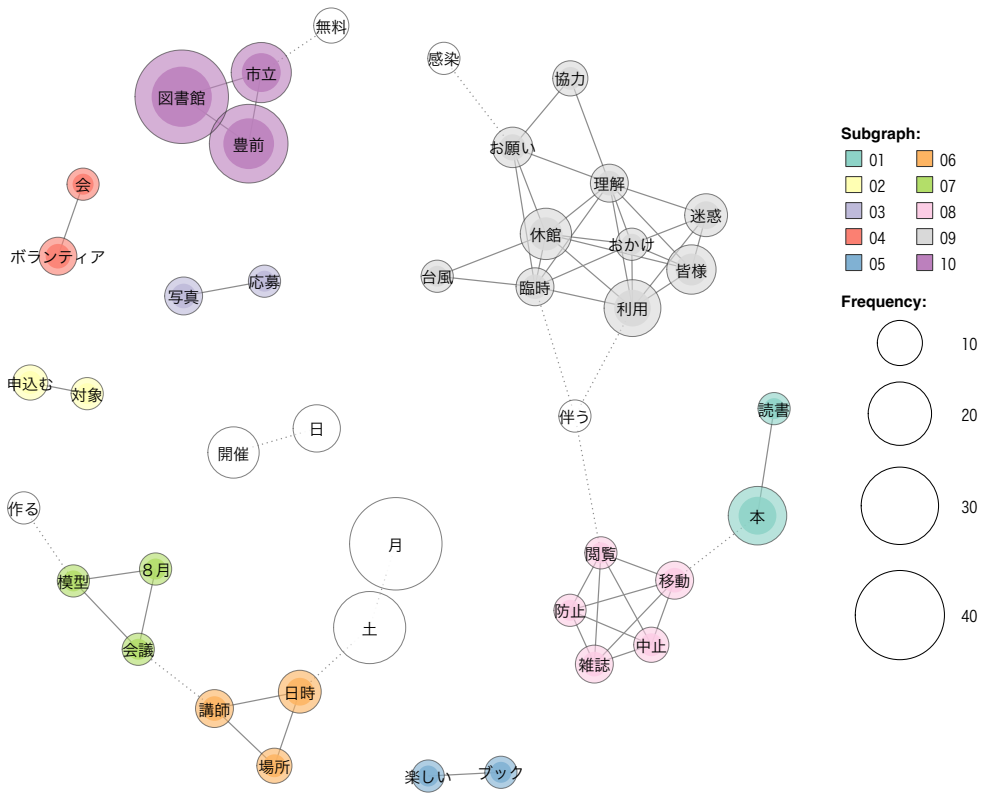 無料
感染
市立
協力
図書館
豊前
お願い
会
理解
迷惑
休館
おかけ
ボランティア
皆様
台風
応募
臨時
写真
利用
申込む
対象
読書
伴う
日
開催
作る
本
月
閲覧
8月
模型
移動
防止
土
会議
中止
雑誌
日時
講師
場所
楽しい
ブック
Subgraph:
01
06
02
07
03
08
04
09
05
10
Frequency:
10
20
30
40